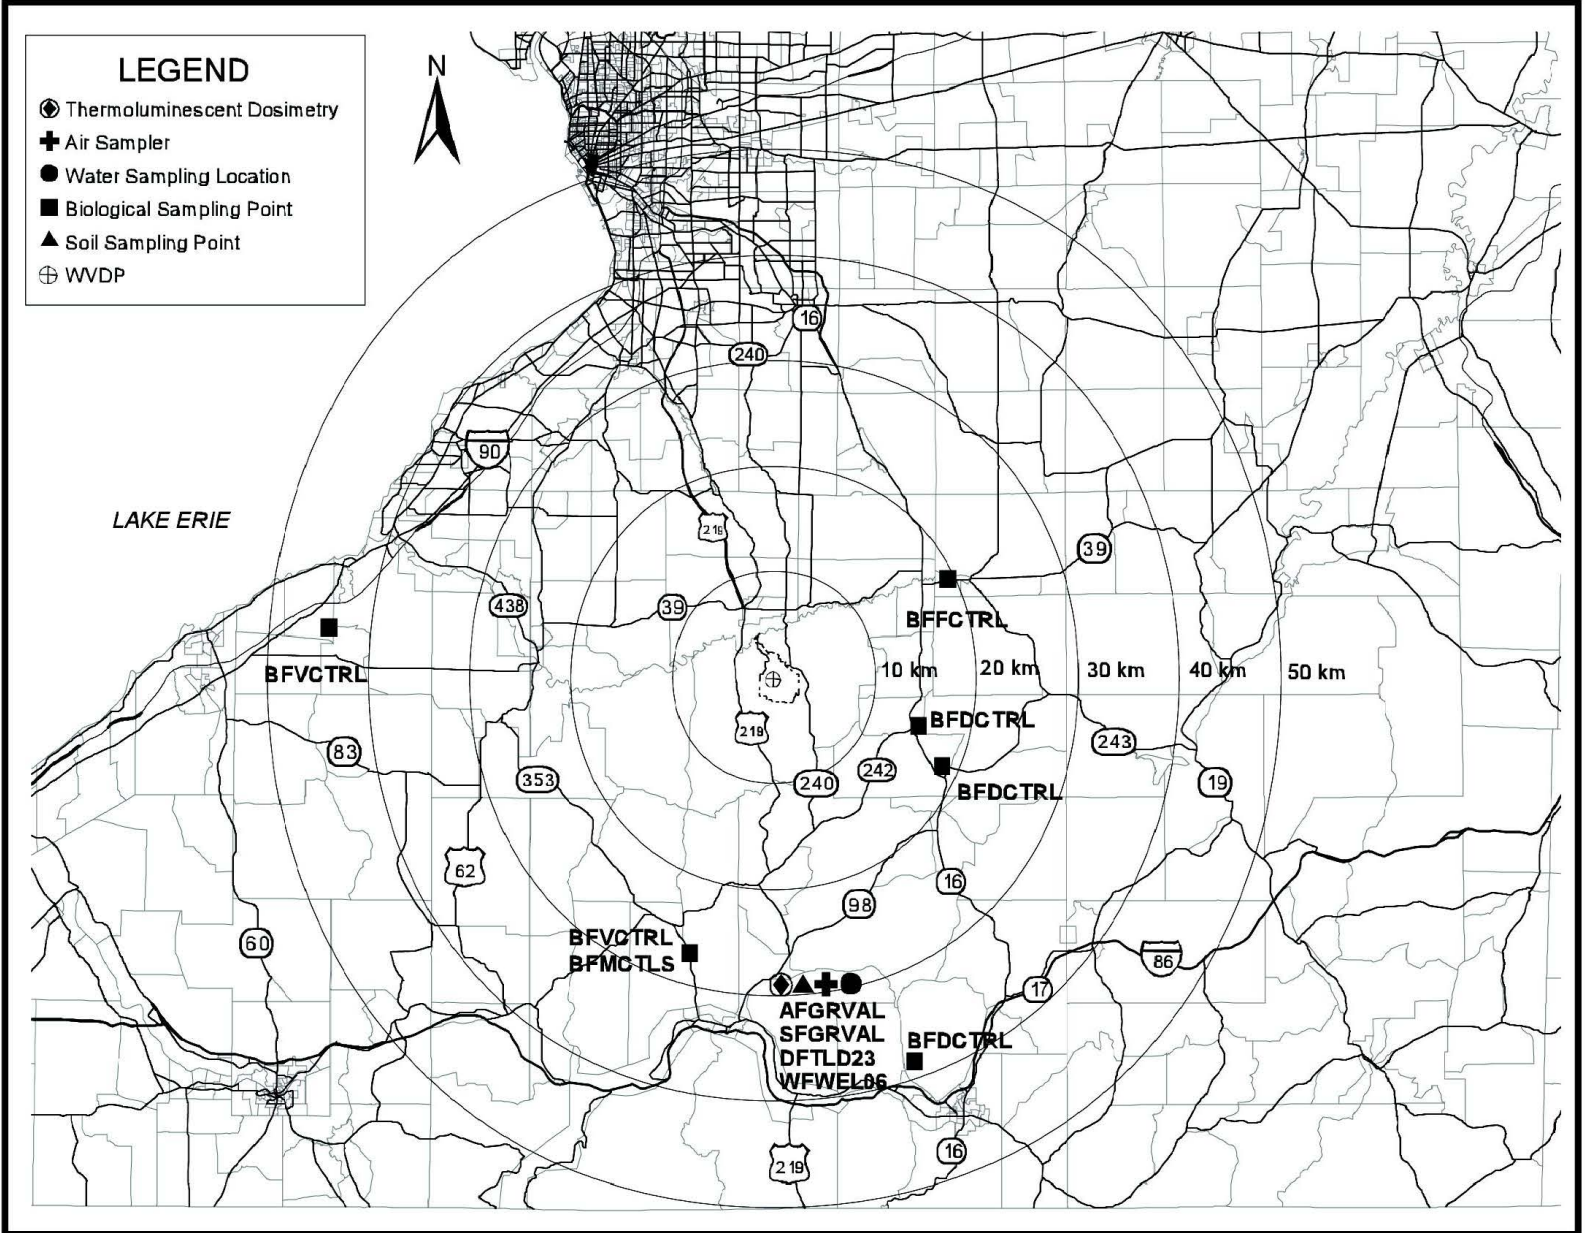 LEGEND
Thermoluminescent Dosimetry
Air Sampler
Water Sampling Location
Biological Sampling Point
Soil Sampling Point
WVDP
N
16
240
90
LAKE ERIE
219
39
438
39
BFFCTRL
BFVCTRL
10 km
20 km
30 km
40 km
50 km
219
BFDCTRL
83
243
353
240
242
19
BFDCTRL
62
16
98
60
BFVCTRL
BFMCTLS
86
17
AFGRVAL
SFGRVAL
DFTLD23
WFWEL06
BFDCTRL
219
16